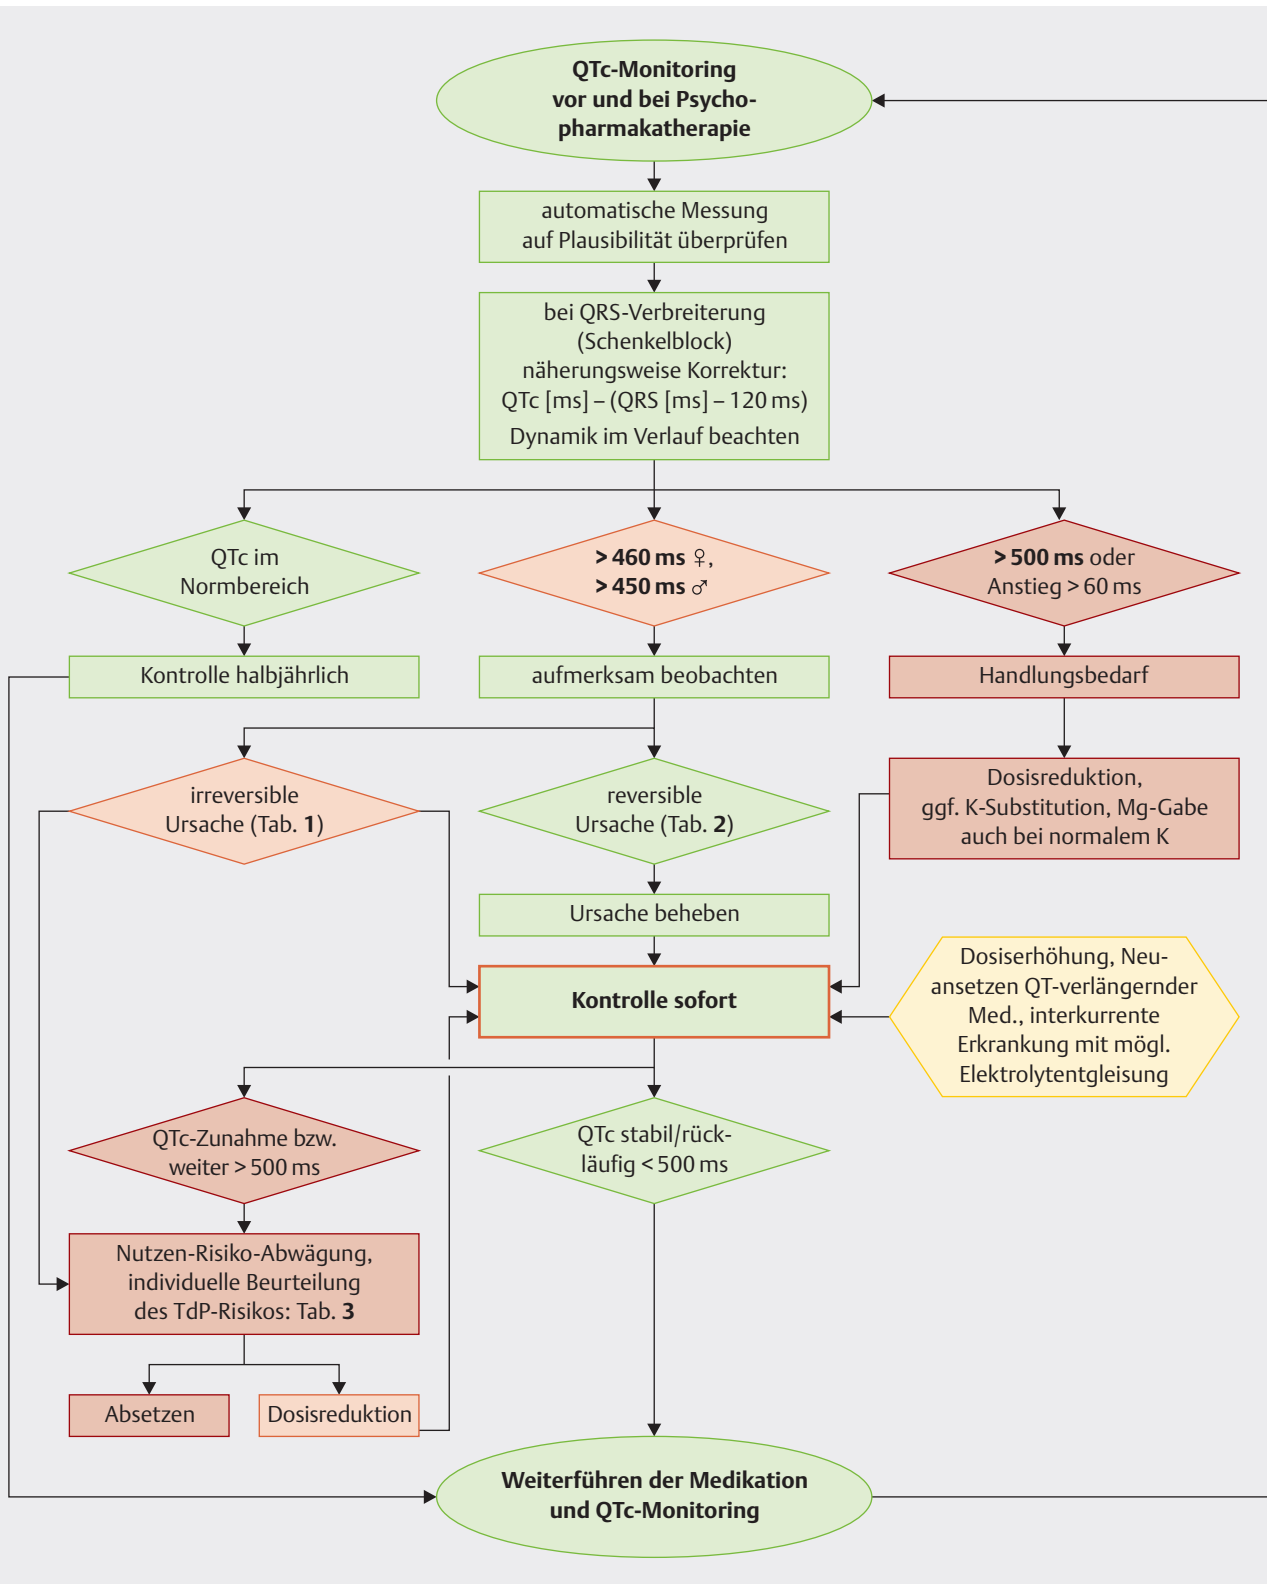 QTc-Monitoring
vor und bei Psycho-
pharmakatherapie
automatische Messung
auf Plausibilität überprüfen
bei QRS-Verbreiterung
(Schenkelblock)
näherungsweise Korrektur:
QTc [ms] – (QRS [ms] – 120 ms)
Dynamik im Verlauf beachten
QTc im
Normbereich
> 460 ms ♀,
> 450 ms ♂
> 500 ms oder
Anstieg > 60 ms
Kontrolle halbjährlich
aufmerksam beobachten
Handlungsbedarf
irreversible
Ursache (Tab. 1)
reversible
Ursache (Tab. 2)
Dosisreduktion,
ggf. K-Substitution, Mg-Gabe
auch bei normalem K
Ursache beheben
Kontrolle sofort
Dosiserhöhung, Neu-
ansetzen QT-verlängernder
Med., interkurrente
Erkrankung mit mögl.
Elektrolytentgleisung
QTc-Zunahme bzw.
weiter > 500 ms
QTc stabil/rück-
läufig < 500 ms
Nutzen-Risiko-Abwägung,
individuelle Beurteilung
des TdP-Risikos: Tab. 3
Absetzen
Dosisreduktion
Weiterführen der Medikation
und QTc-Monitoring